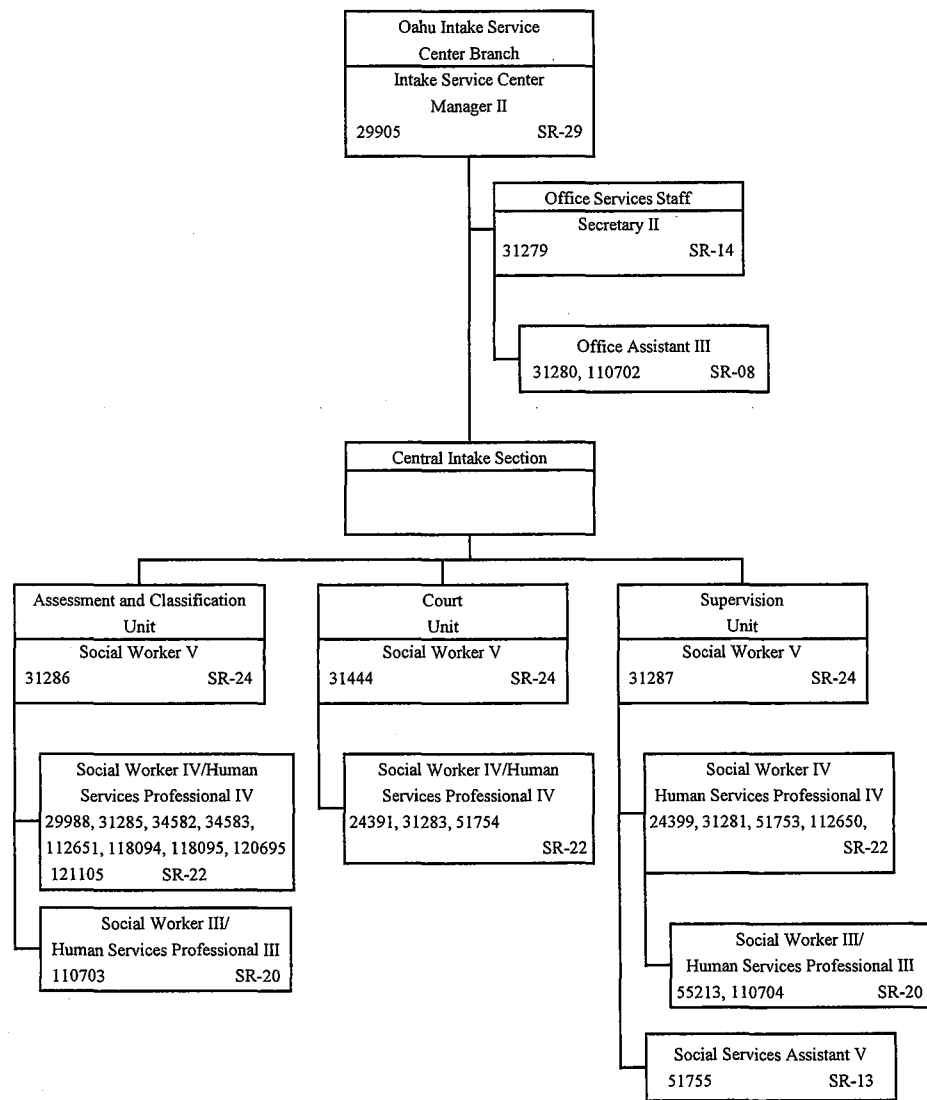 Oahu Intake Service
Center Branch
Intake Service Center
Manager II
29905 SR-29
Office Services Staff
Secretary II
31279 SR-14
Office Assistant III
31280, 110702 SR-08
Central Intake Section
Assessment and Classification
Unit
Social Worker V
31286 SR-24
Social Worker IV/Human
Services Professional IV
29988, 31285, 34582, 34583,
112651, 118094, 118095, 120695
121105 SR-22
Social Worker III/
Human Services Professional III
110703 SR-20
Court
Unit
Social Worker V
31444 SR-24
Social Worker IV/Human
Services Professional IV
24391, 31283, 51754
SR-22
Supervision
Unit
Social Worker V
31287 SR-24
Social Worker IV
Human Services Professional IV
24399, 31281, 51753, 112650,
SR-22
Social Worker III/
Human Services Professional III
55213, 110704 SR-20
Social Services Assistant V
51755 SR-13